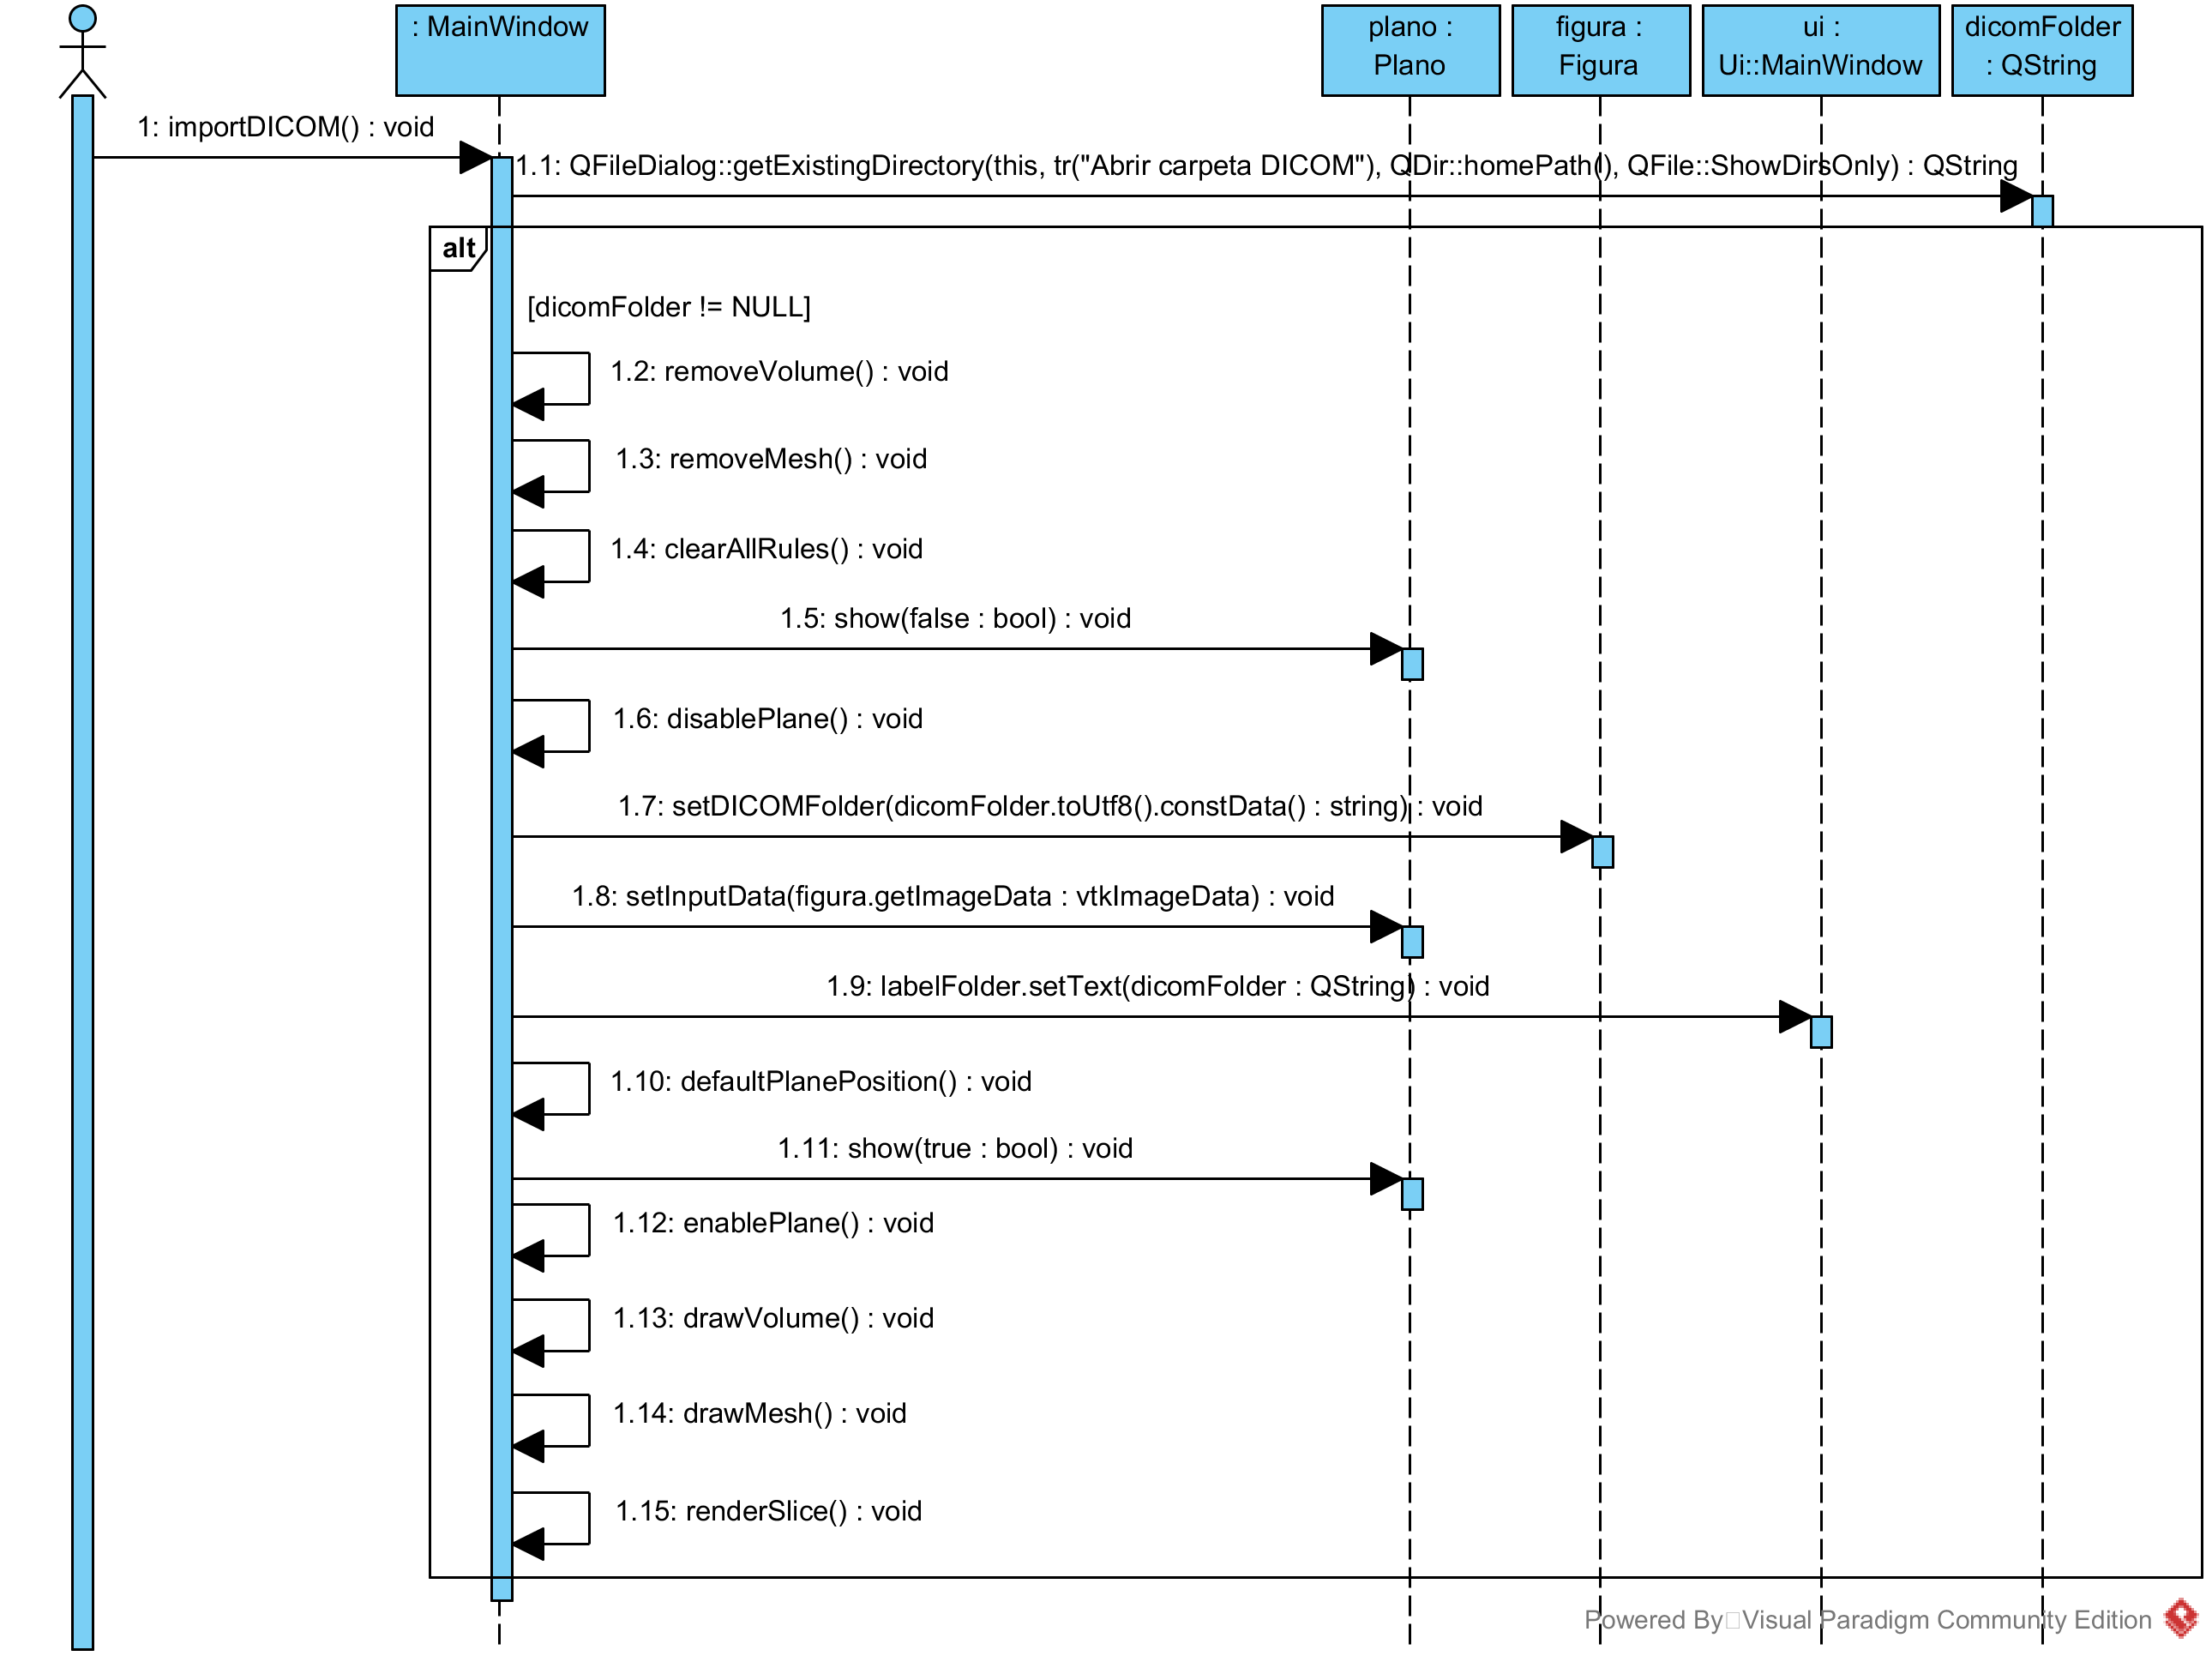 : MainWindow
plano :
Plano
figura :
Figura
ui :
Ui::MainWindow
dicomFolder
: QString
1: importDICOM() : void
1.1: QFileDialog::getExistingDirectory(this, tr("Abrir carpeta DICOM"), QDir::homePath(), QFile::ShowDirsOnly) : QString
alt
[dicomFolder != NULL]
1.2: removeVolume() : void
1.3: removeMesh() : void
1.4: clearAllRules() : void
1.5: show(false : bool) : void
1.6: disablePlane() : void
1.7: setDICOMFolder(dicomFolder.toUtf8().constData() : string) : void
1.8: setInputData(figura.getImageData : vtkImageData) : void
1.9: labelFolder.setText(dicomFolder : QString) : void
1.10: defaultPlanePosition() : void
1.11: show(true : bool) : void
1.12: enablePlane() : void
1.13: drawVolume() : void
1.14: drawMesh() : void
1.15: renderSlice() : void
Powered By Visual Paradigm Community Edition